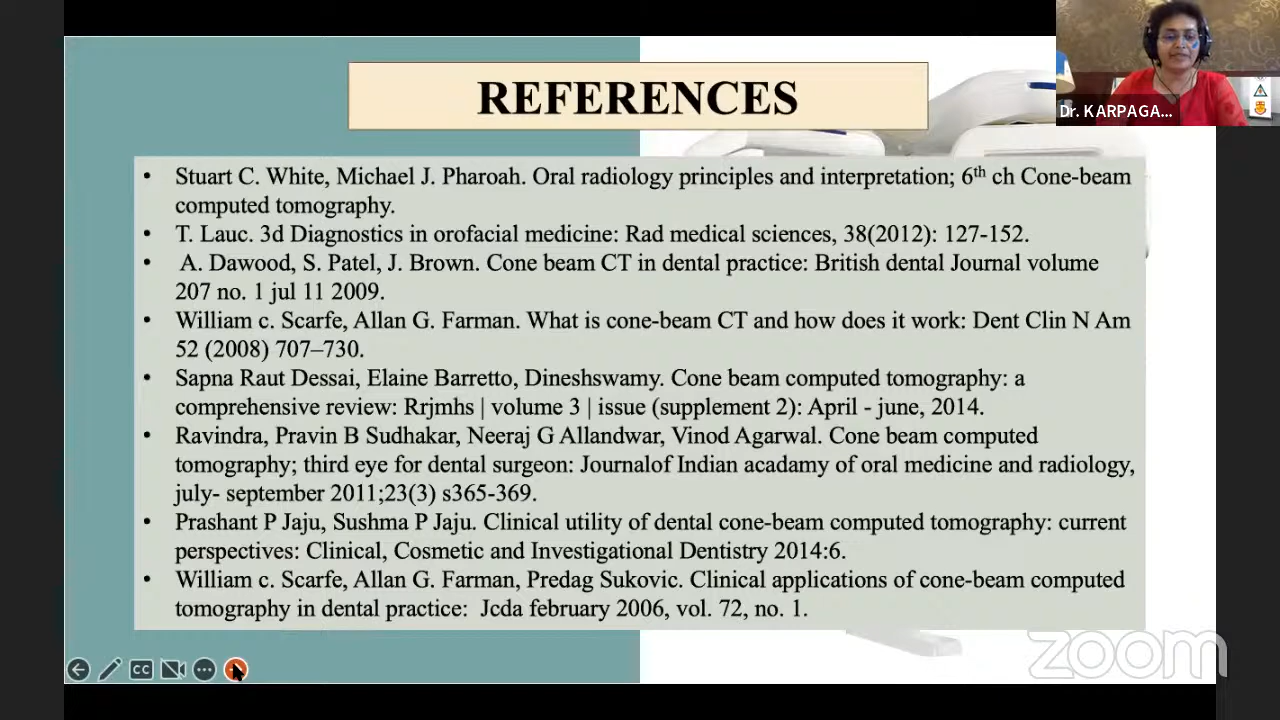 REFERENCES
Dr. KARPAGA...
• Stuart C. White, Michael J. Pharoah. Oral radiology principles and interpretation; 6th ch Cone-beam
computed tomography.
• T. Lauc. 3d Diagnostics in orofacial medicine: Rad medical sciences, 38(2012): 127-152.
• A. Dawood, S. Patel, J. Brown. Cone beam CT in dental practice: British dental Journal volume
207 no. 1 jul 11 2009.
• William c. Scarfe, Allan G. Farman. What is cone-beam CT and how does it work: Dent Clin N Am
52 (2008) 707–730.
• Sapna Raut Dessai, Elaine Barretto, Dineshswamy. Cone beam computed tomography: a
comprehensive review: Rrjmhs | volume 3 | issue (supplement 2): April - june, 2014.
• Ravindra, Pravin B Sudhakar, Neeraj G Allandwar, Vinod Agarwal. Cone beam computed
tomography; third eye for dental surgeon: Journalof Indian acadamy of oral medicine and radiology,
july- september 2011;23(3) s365-369.
• Prashant P Jaju, Sushma P Jaju. Clinical utility of dental cone-beam computed tomography: current
perspectives: Clinical, Cosmetic and Investigational Dentistry 2014:6.
• William c. Scarfe, Allan G. Farman, Predag Sukovic. Clinical applications of cone-beam computed
tomography in dental practice: Jcda february 2006, vol. 72, no. 1.
zoom
CC